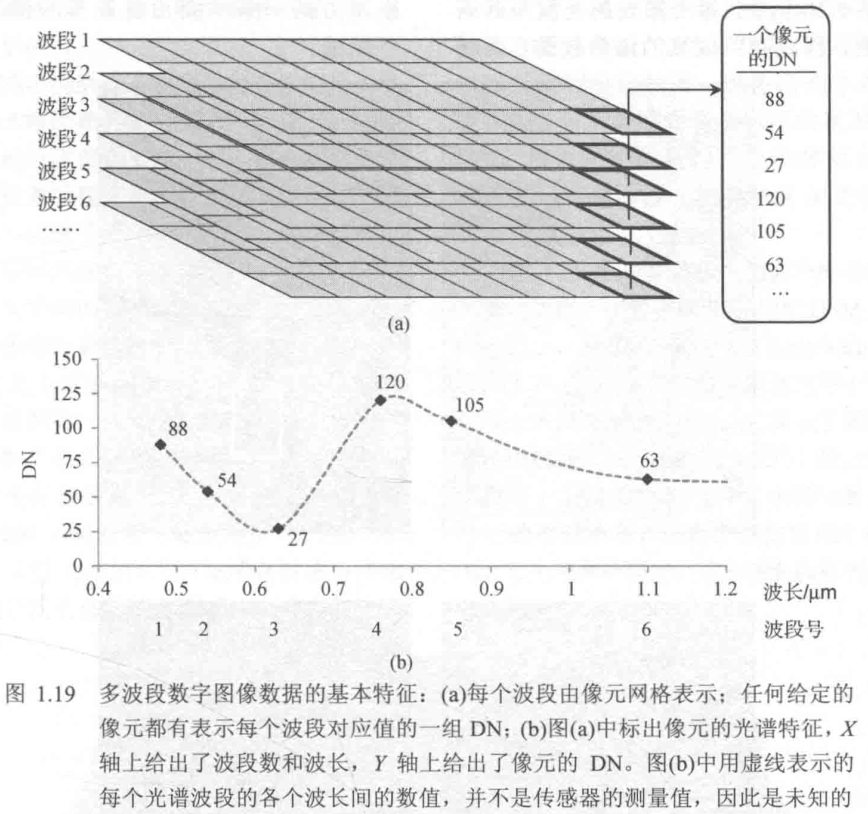 波段 1
波段2
波段3
波段4
波段5
波段6
……
一个像元
的DN
88
54
27
120
105
63
…
(a)
150
125
100
75
50
25
0
DN
88
54
27
120
105
63
0.4 0.5 0.6 0.7 0.8 0.9 1 1.1 1.2 波长/μm
1 2 3 4 5 6 波段号
(b)
图 1.19 多波段数字图像数据的基本特征：(a)每个波段由像元网格表示；任何给定的
像元都有表示每个波段对应值的一组 DN；(b)图(a)中标出像元的光谱特征，X
轴上给出了波段数和波长，Y 轴上给出了像元的 DN。图(b)中用虚线表示的
每个光谱波段的各个波长间的数值，并不是传感器的测量值，因此是未知的